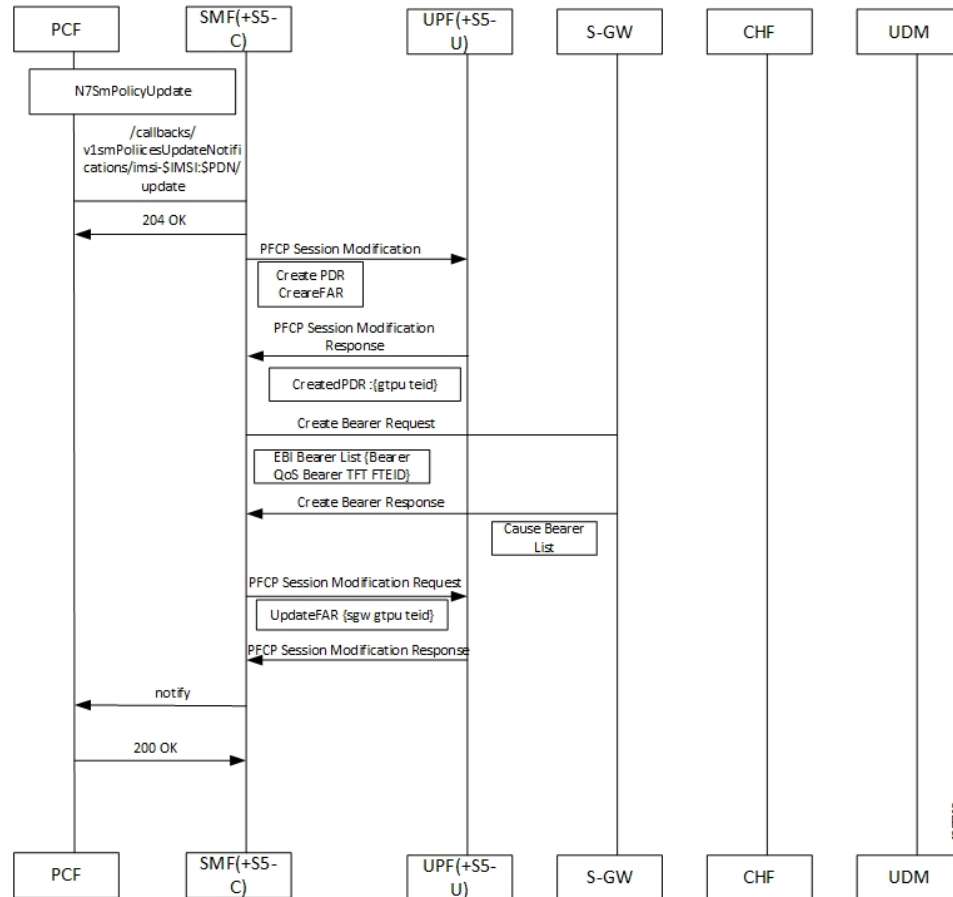 PCF
SMF(+S5-
C)
UPF(+S5-
U)
S-GW
CHF
UDM
N7SmPolicyUpdate
/callbacks/
v1smPoliicesUpdateNotifi
cations/imsi-$IMSI:$PDN/
update
204 OK
PFCP Session Modification
Create PDR
CreareFAR
PFCP Session Modification
Response
CreatedPDR :{gtpu teid}
Create Bearer Request
EBI Bearer List {Bearer
QoS Bearer TFT FTEID}
Create Bearer Response
Cause Bearer
List
PFCP Session Modification Request
UpdateFAR {sgw gtpu teid}
PFCP Session Modification Response
notify
200 OK
PCF
SMF(+S5-
C)
UPF(+S5-
U)
S-GW
CHF
UDM